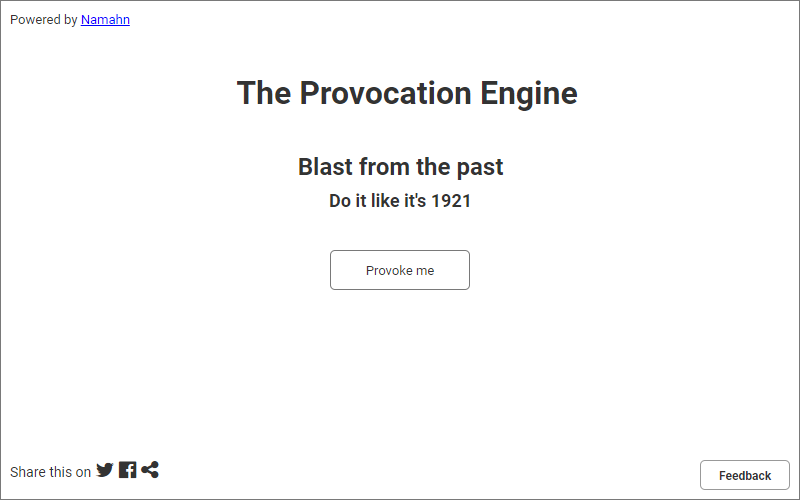 Powered by Namahn
The Provocation Engine
Blast from the past
Do it like it's 1921
Provoke me
Share this on
Feedback